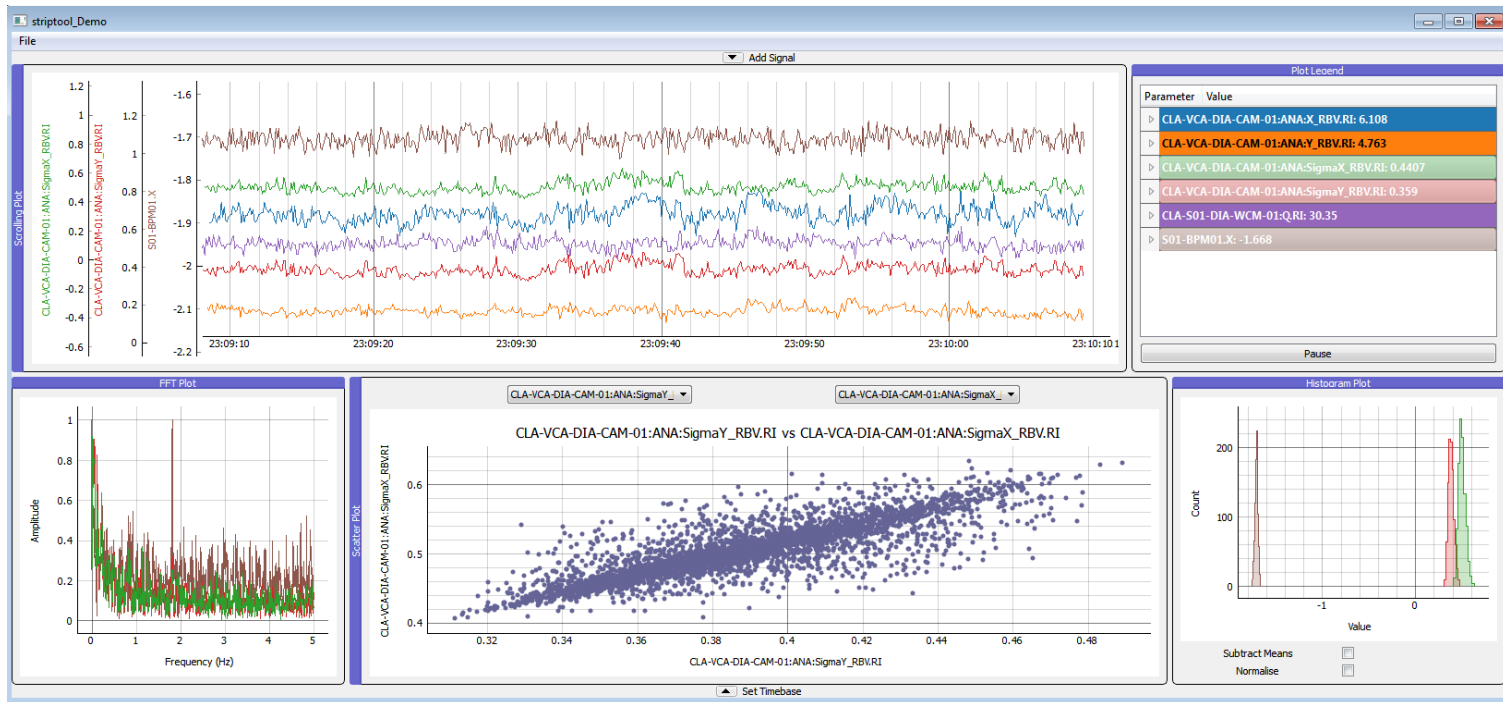 striptool_Demo
File
Add Signal
Scrolling Plot
CLA-VCA-DIA-CAM-01:ANA:SigmaX_RBV.RI
1.2
1
0.8
0.6
0.4
0.2
0
-0.2
-0.4
-0.6
CLA-VCA-DIA-CAM-01:ANA:SigmaY_RBV.RI
1.2
1
0.8
0.6
0.4
0.2
0
S01-BPM01.X
-1.6
-1.7
-1.8
-1.9
-2
-2.1
-2.2
23:09:10 23:09:20 23:09:30 23:09:40 23:09:50 23:10:00 23:10:10 1
Plot Legend
Parameter Value
CLA-VCA-DIA-CAM-01:ANA:X_RBV.RI: 6.108
CLA-VCA-DIA-CAM-01:ANA:Y_RBV.RI: 4.763
CLA-VCA-DIA-CAM-01:ANA:SigmaX_RBV.RI: 0.4407
CLA-VCA-DIA-CAM-01:ANA:SigmaY_RBV.RI: 0.359
CLA-S01-DIA-WCM-01:Q.RI: 30.35
S01-BPM01.X: -1.668
Pause
FFT Plot
Amplitude
1
0.8
0.6
0.4
0.2
0
0 1 2 3 4 5
Frequency (Hz)
Scatter Plot
CLA-VCA-DIA-CAM-01:ANA:SigmaY_ CLA-VCA-DIA-CAM-01:ANA:SigmaX_
CLA-VCA-DIA-CAM-01:ANA:SigmaY_RBV.RI vs CLA-VCA-DIA-CAM-01:ANA:SigmaX_RBV.RI
CLA-VCA-DIA-CAM-01:ANA:SigmaX_RBV.RI
0.6
0.5
0.4
0.32 0.34 0.36 0.38 0.4 0.42 0.44 0.46 0.48
CLA-VCA-DIA-CAM-01:ANA:SigmaY_RBV.RI
Histogram Plot
Count
200
100
0
-1 0
Value
Subtract Means
Normalise
Set Timebase